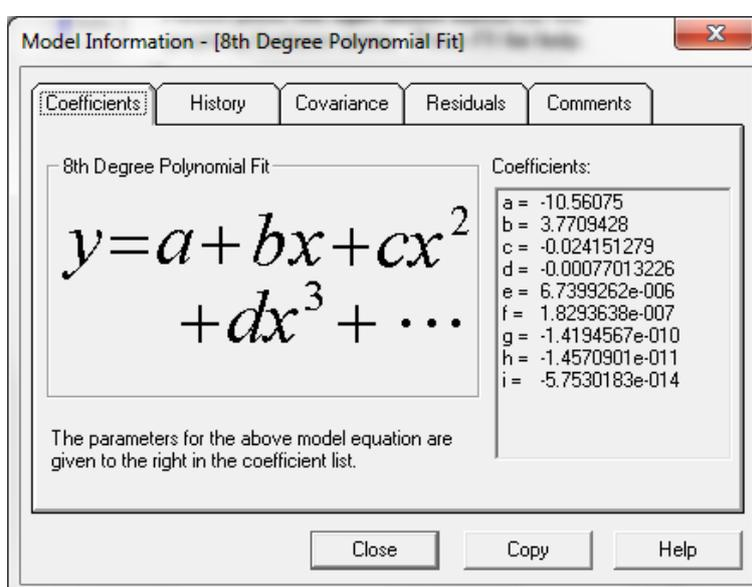 Model Information - [8th Degree Polynomial Fit]
Coefficients History Covariance Residuals Comments
8th Degree Polynomial Fit
y=a+bx+cx²
+dx³+⋯
Coefficients:
a = -10.56075
b = 3.7709428
c = -0.024151279
d = -0.00077013226
e = 6.7399262e-006
f = 1.8293638e-007
g = -1.4194567e-010
h = -1.4570901e-011
i = -5.7530183e-014
The parameters for the above model equation are
given to the right in the coefficient list.
Close Copy Help